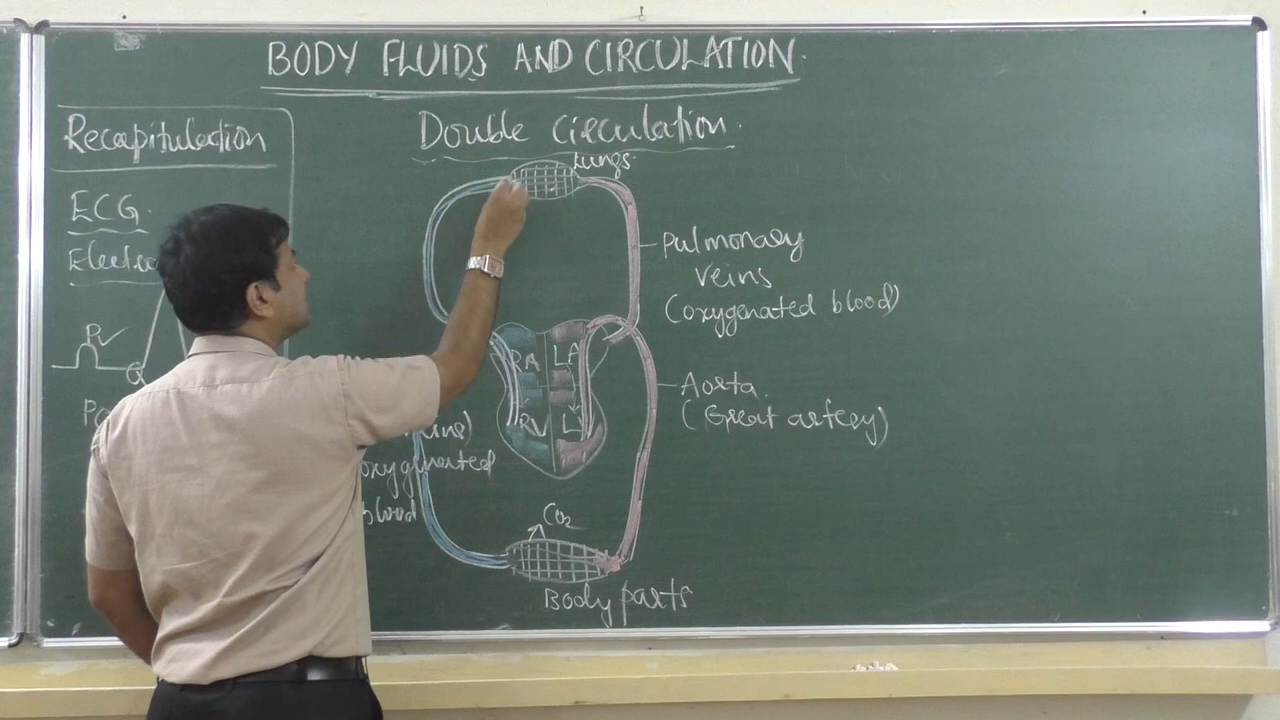 BODY FLUIDS AND CIRCULATION.
Recapitulation
ECG.
Double Circulation.
Lungs
Pulmonary
veins
(oxygenated blood)
RA LA
R
Q
Aorta.
(Great artery)
RV
oxygenated
blood
CO2
Body parts